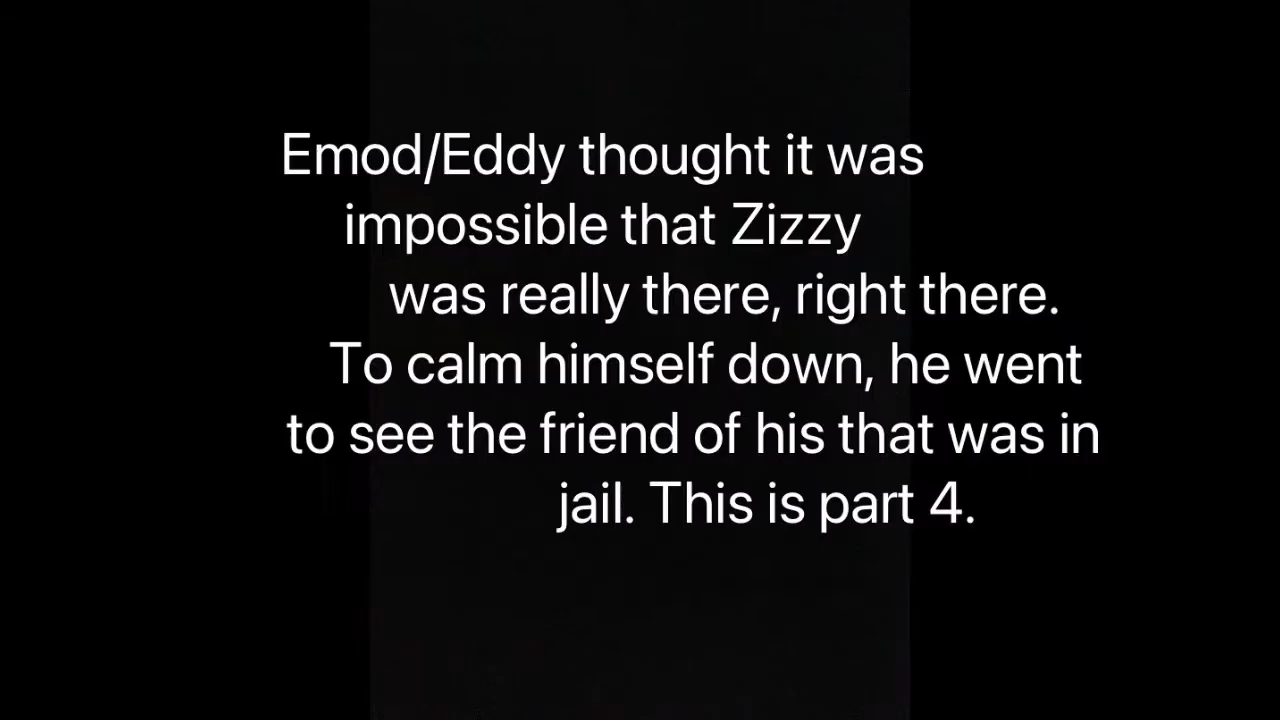 Emod/Eddy thought it was
impossible that Zizzy
was really there, right there.
To calm himself down, he went
to see the friend of his that was in
jail. This is part 4.